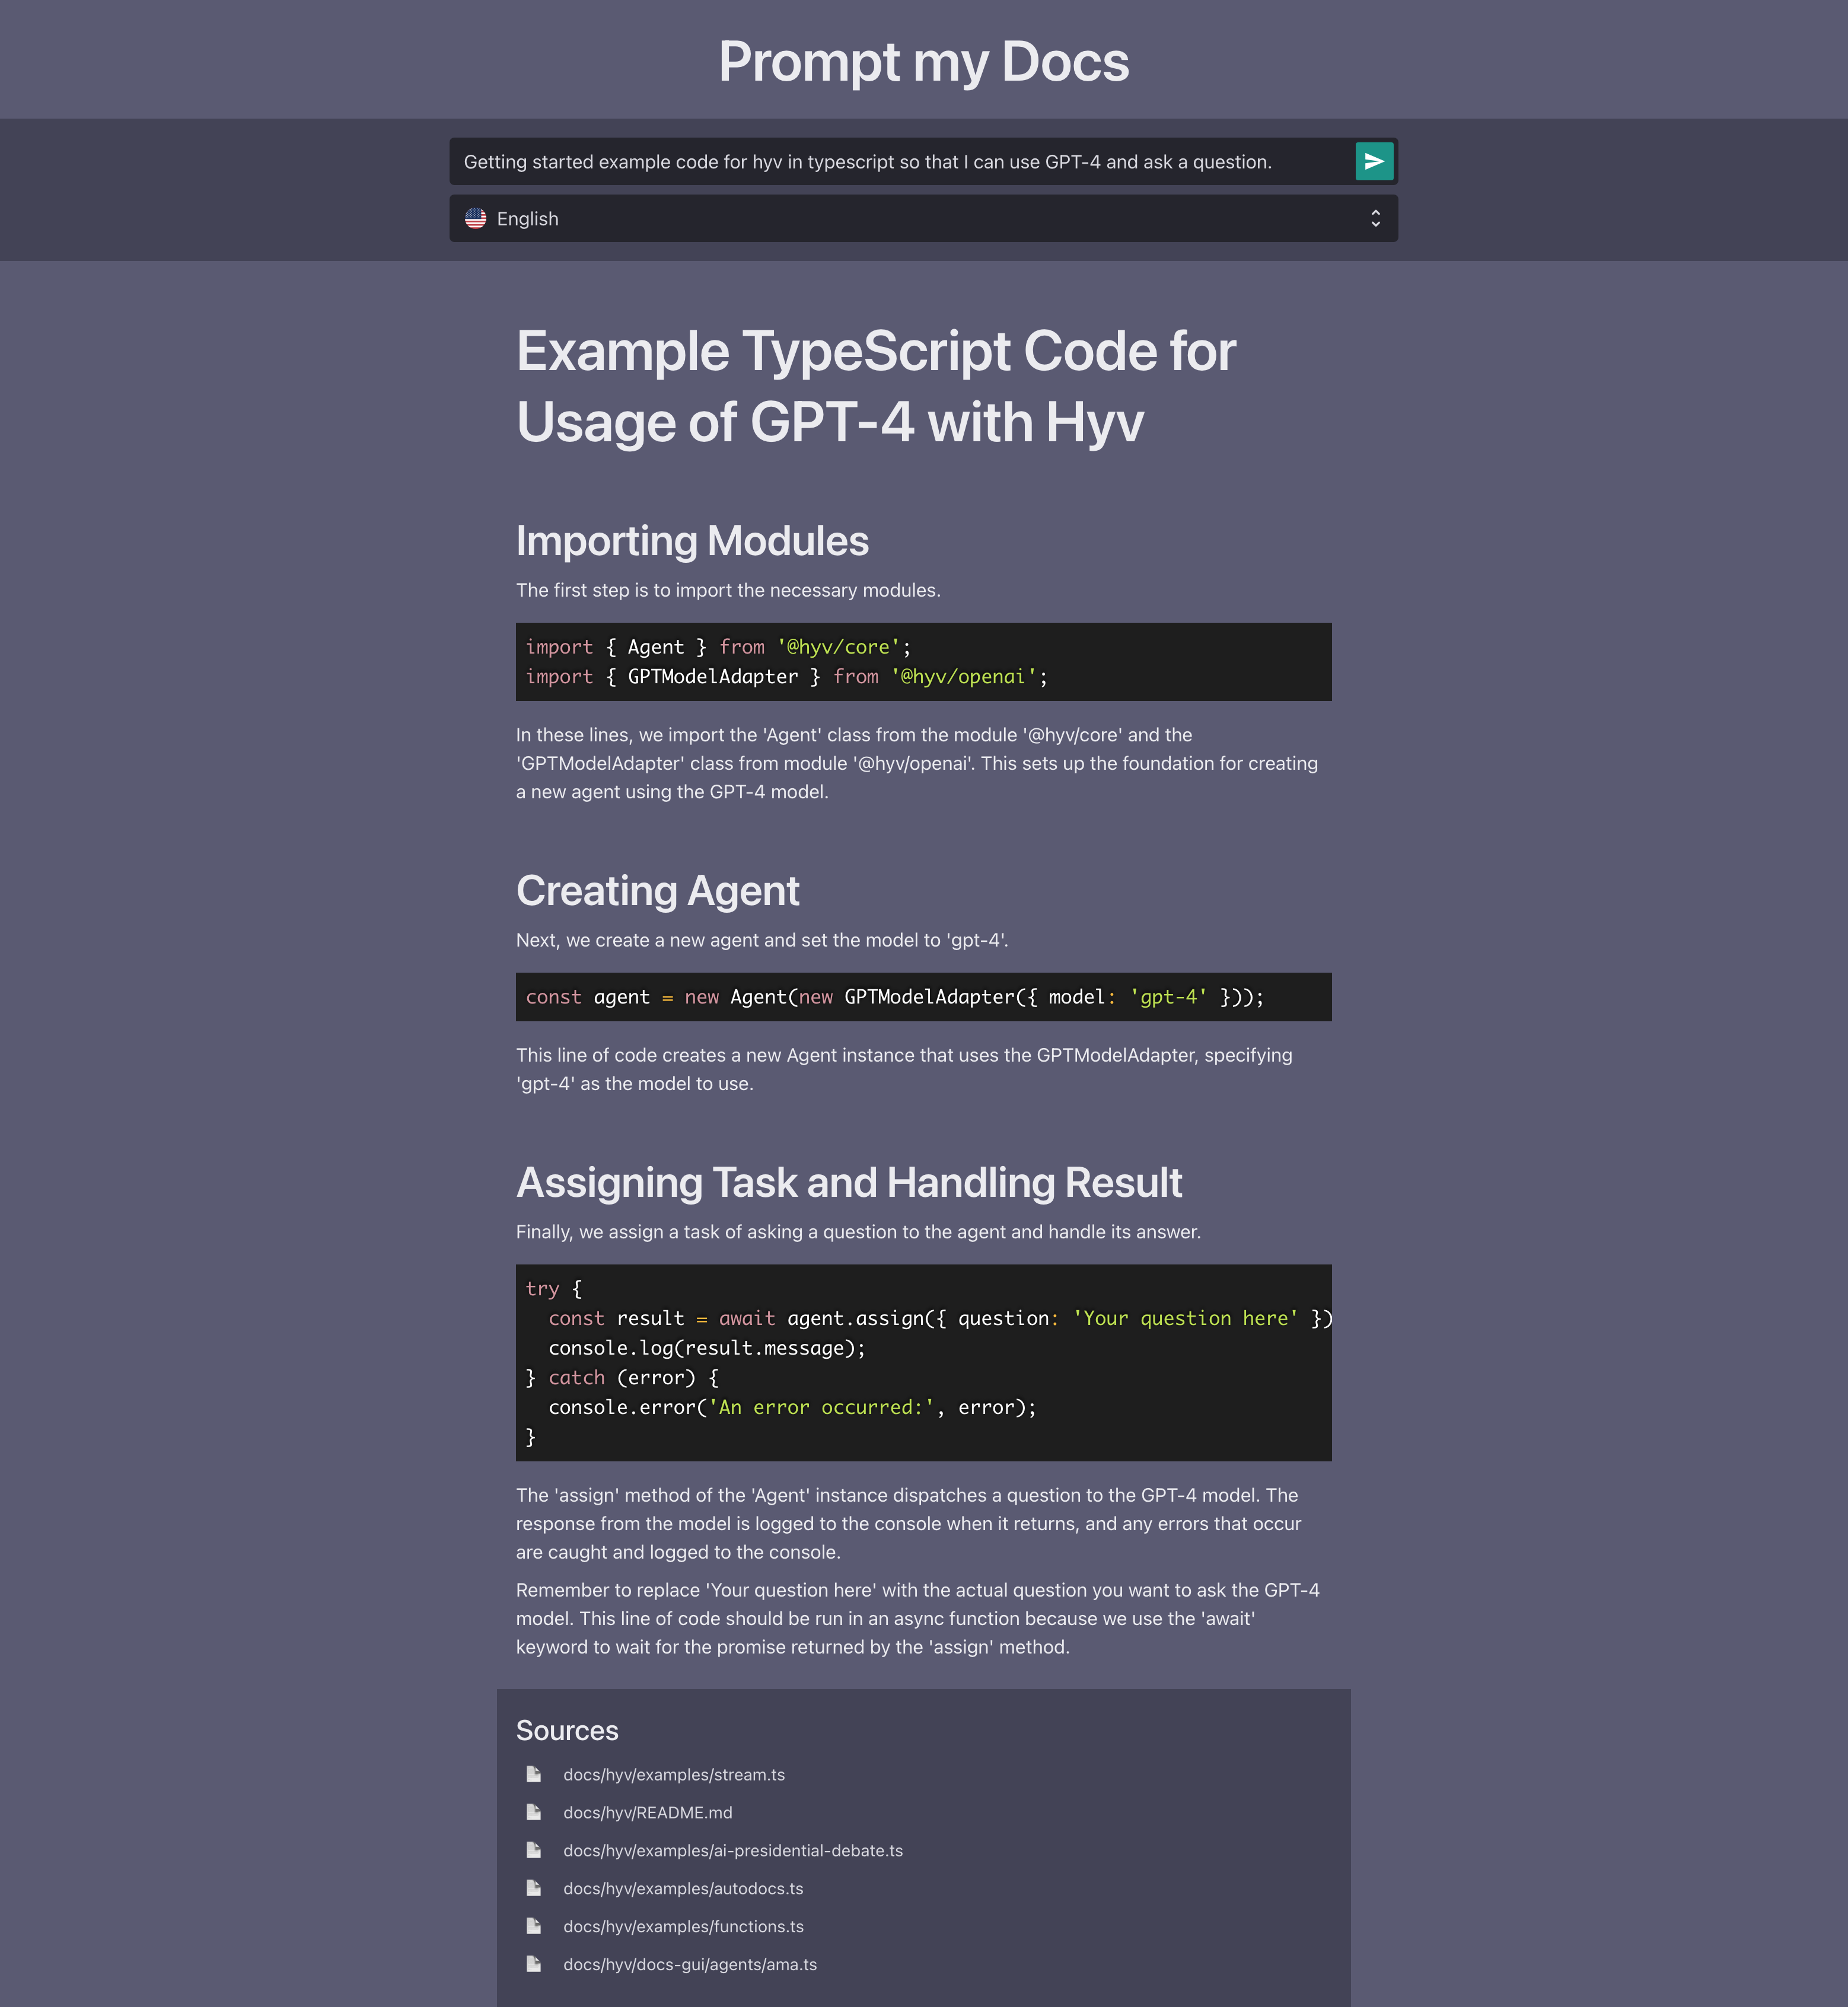 Prompt my Docs
Getting started example code for hyv in typescript so that I can use GPT-4 and ask a question.
English
Example TypeScript Code for
Usage of GPT-4 with Hyv
Importing Modules
The first step is to import the necessary modules.
import { Agent } from '@hyv/core';
import { GPTModelAdapter } from '@hyv/openai';
In these lines, we import the 'Agent' class from the module '@hyv/core' and the
'GPTModelAdapter' class from module '@hyv/openai'. This sets up the foundation for creating
a new agent using the GPT-4 model.
Creating Agent
Next, we create a new agent and set the model to 'gpt-4'.
const agent = new Agent(new GPTModelAdapter({ model: 'gpt-4' }));
This line of code creates a new Agent instance that uses the GPTModelAdapter, specifying
'gpt-4' as the model to use.
Assigning Task and Handling Result
Finally, we assign a task of asking a question to the agent and handle its answer.
try {
  const result = await agent.assign({ question: 'Your question here' })
  console.log(result.message);
} catch (error) {
  console.error('An error occurred:', error);
}
The 'assign' method of the 'Agent' instance dispatches a question to the GPT-4 model. The
response from the model is logged to the console when it returns, and any errors that occur
are caught and logged to the console.
Remember to replace 'Your question here' with the actual question you want to ask the GPT-4
model. This line of code should be run in an async function because we use the 'await'
keyword to wait for the promise returned by the 'assign' method.
Sources
docs/hyv/examples/stream.ts
docs/hyv/README.md
docs/hyv/examples/ai-presidential-debate.ts
docs/hyv/examples/autodocs.ts
docs/hyv/examples/functions.ts
docs/hyv/docs-gui/agents/ama.ts